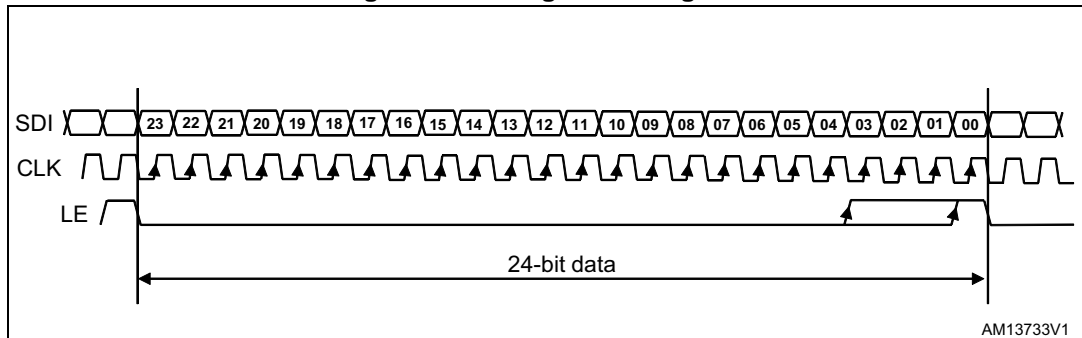 SDI 23 22 21 20 19 18 17 16 15 14 13 12 11 10 09 08 07 06 05 04 03 02 01 00
CLK
LE
24-bit data
AM13733V1